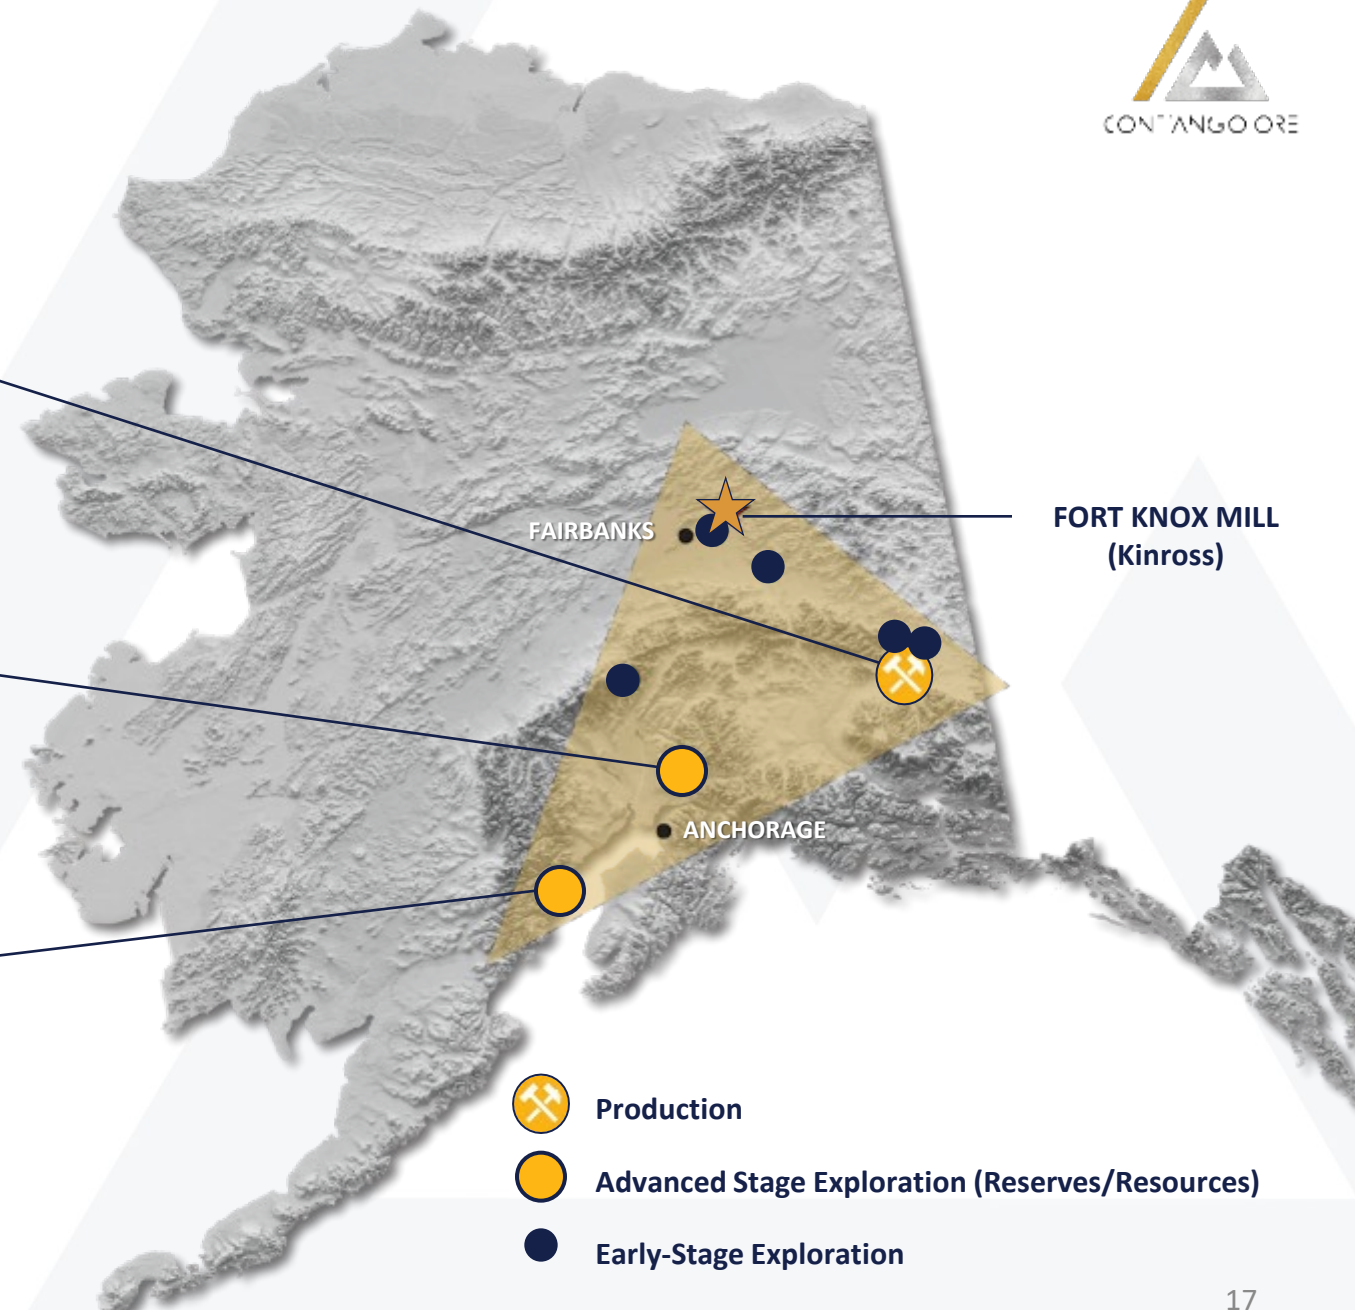 CONTANGO ORE
FAIRBANKS
FORT KNOX MILL
(Kinross)
ANCHORAGE
Production
Advanced Stage Exploration (Reserves/Resources)
Early-Stage Exploration
17